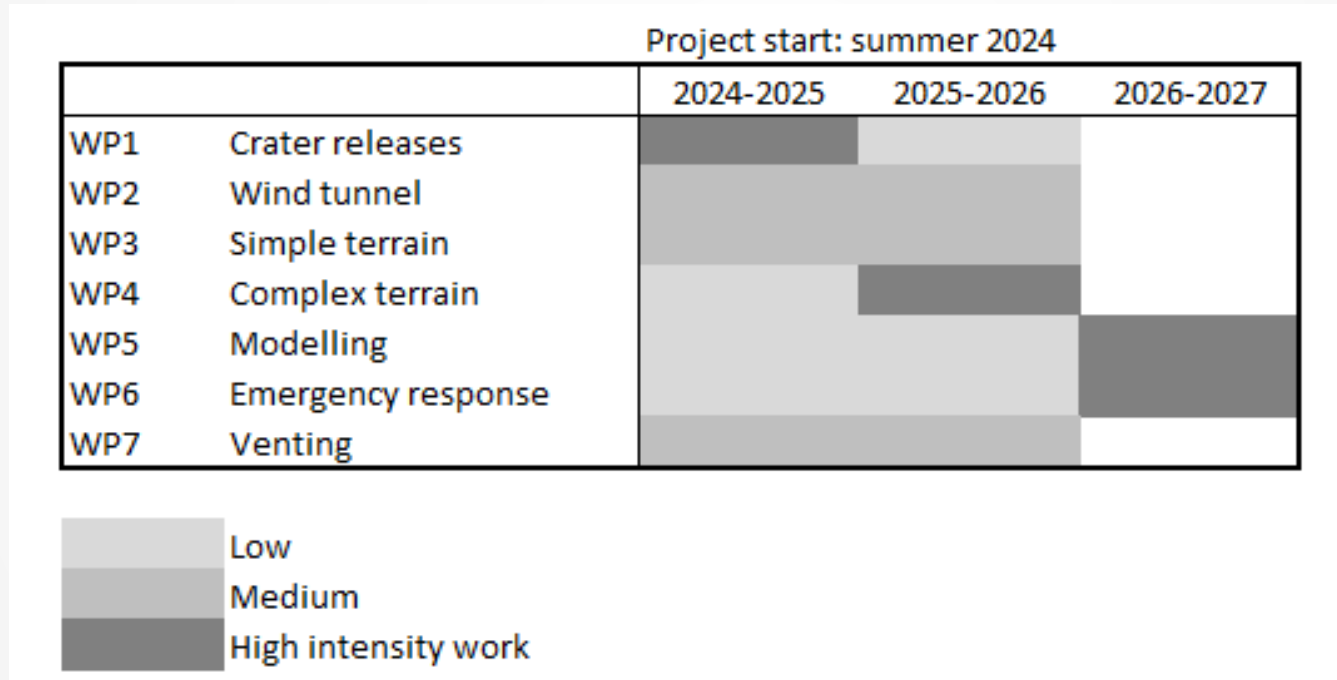 Project start: summer 2024
2024-2025 2025-2026 2026-2027
WP1 Crater releases
WP2 Wind tunnel
WP3 Simple terrain
WP4 Complex terrain
WP5 Modelling
WP6 Emergency response
WP7 Venting
Low
Medium
High intensity work